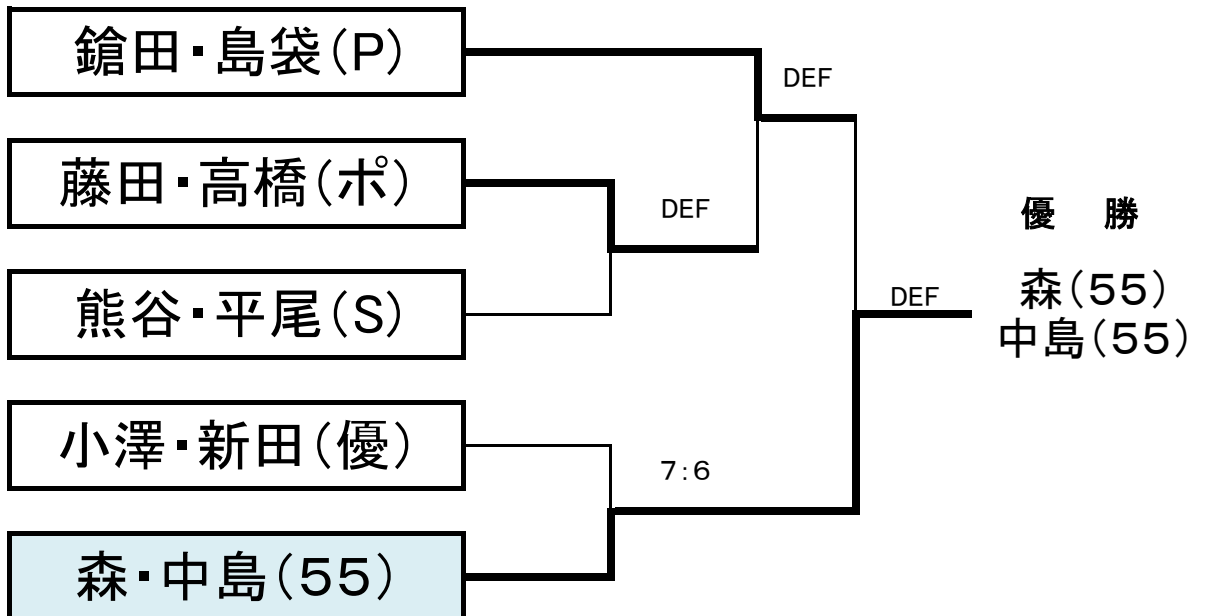 鎗田・島袋(P)
DEF
藤田・高橋(ポ)
DEF
優　勝
熊谷・平尾(S)
DEF
森(55)
中島(55)
小澤・新田(優)
7:6
森・中島(55)